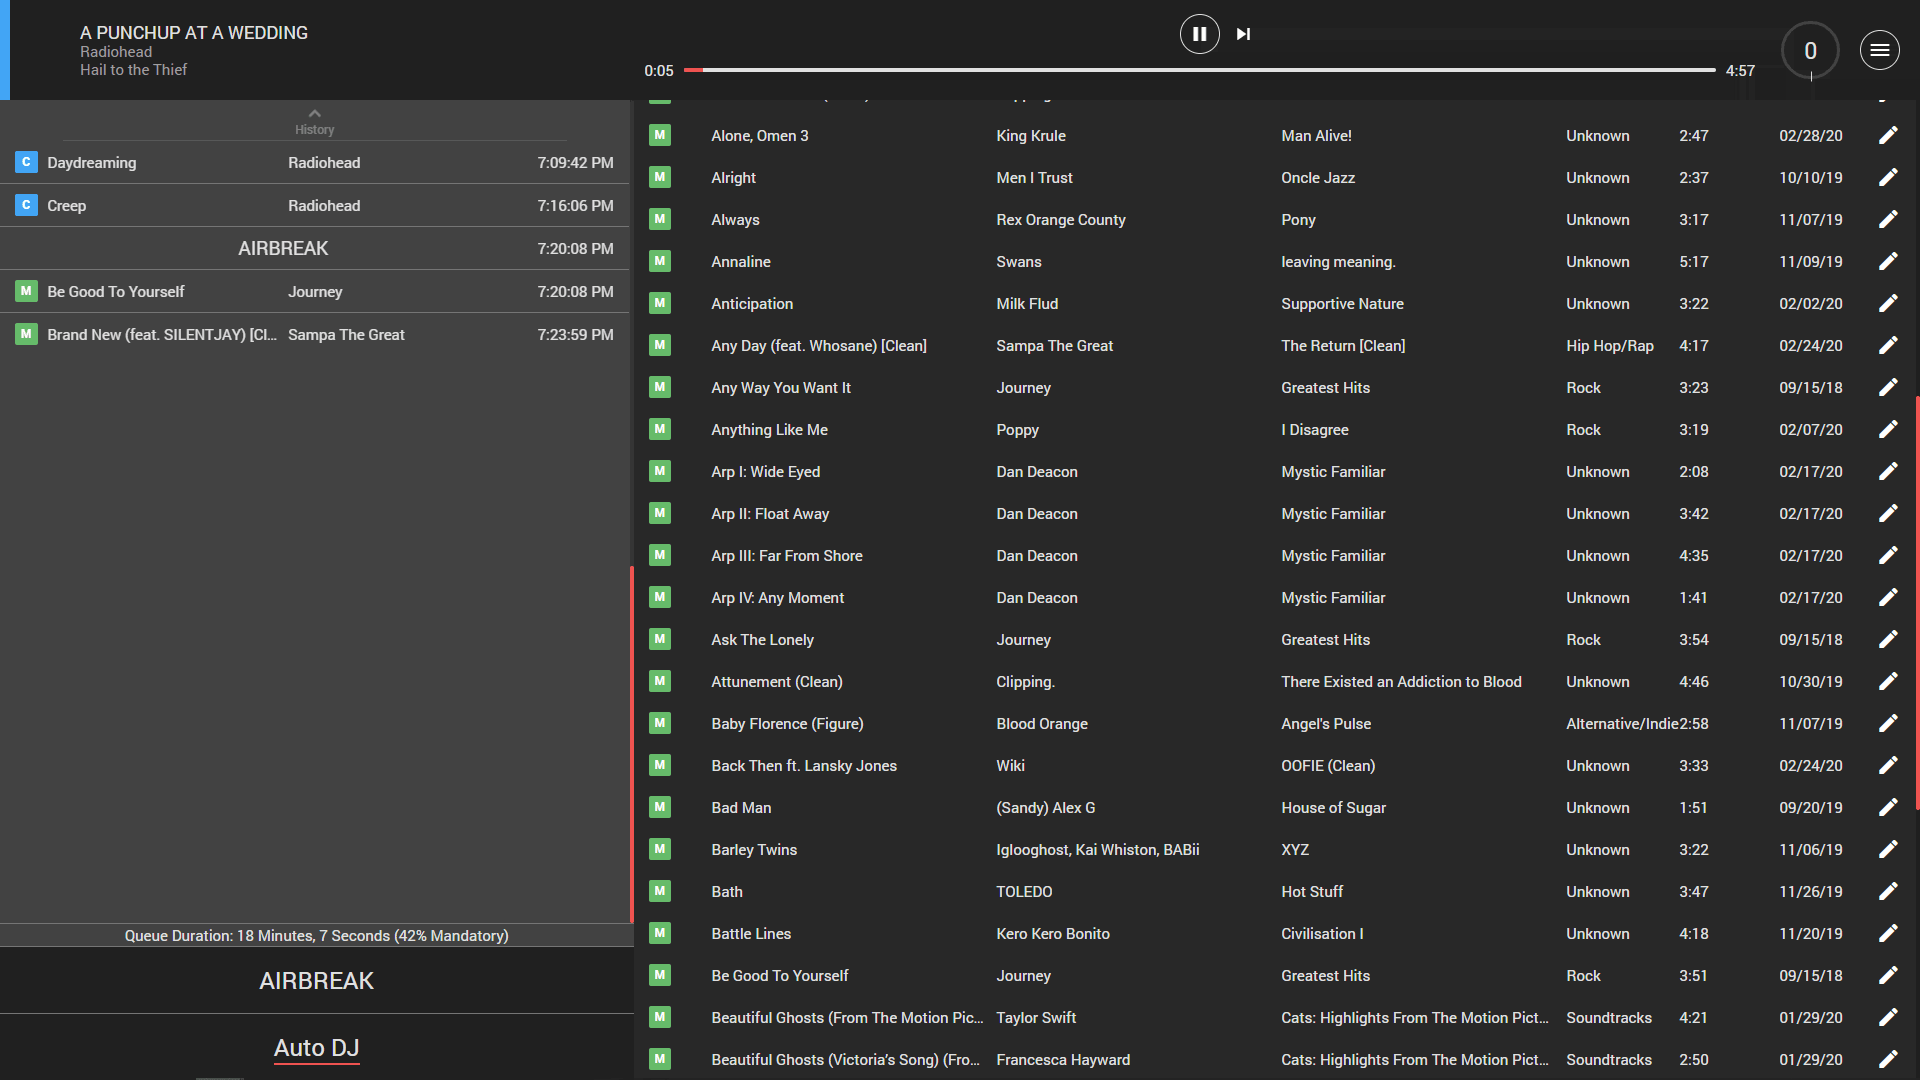 A PUNCHUP AT A WEDDING
Radiohead
Hail to the Thief
0:05 4:57
0
History
C Daydreaming Radiohead 7:09:42 PM
C Creep Radiohead 7:16:06 PM
AIRBREAK 7:20:08 PM
M Be Good To Yourself Journey 7:20:08 PM
M Brand New (feat. SILENTJAY) [Cl... Sampa The Great 7:23:59 PM
Queue Duration: 18 Minutes, 7 Seconds (42% Mandatory)
AIRBREAK
Auto DJ
M Alone, Omen 3 King Krule Man Alive! Unknown 2:47 02/28/20
M Alright Men I Trust Oncle Jazz Unknown 2:37 10/10/19
M Always Rex Orange County Pony Unknown 3:17 11/07/19
M Annaline Swans leaving meaning. Unknown 5:17 11/09/19
M Anticipation Milk Flud Supportive Nature Unknown 3:22 02/02/20
M Any Day (feat. Whosane) [Clean] Sampa The Great The Return [Clean] Hip Hop/Rap 4:17 02/24/20
M Any Way You Want It Journey Greatest Hits Rock 3:23 09/15/18
M Anything Like Me Poppy I Disagree Rock 3:19 02/07/20
M Arp I: Wide Eyed Dan Deacon Mystic Familiar Unknown 2:08 02/17/20
M Arp II: Float Away Dan Deacon Mystic Familiar Unknown 3:42 02/17/20
M Arp III: Far From Shore Dan Deacon Mystic Familiar Unknown 4:35 02/17/20
M Arp IV: Any Moment Dan Deacon Mystic Familiar Unknown 1:41 02/17/20
M Ask The Lonely Journey Greatest Hits Rock 3:54 09/15/18
M Attunement (Clean) Clipping. There Existed an Addiction to Blood Unknown 4:46 10/30/19
M Baby Florence (Figure) Blood Orange Angel's Pulse Alternative/Indie 2:58 11/07/19
M Back Then ft. Lansky Jones Wiki OOFIE (Clean) Unknown 3:33 02/24/20
M Bad Man (Sandy) Alex G House of Sugar Unknown 1:51 09/20/19
M Barley Twins Iglooghost, Kai Whiston, BABii XYZ Unknown 3:22 11/06/19
M Bath TOLEDO Hot Stuff Unknown 3:47 11/26/19
M Battle Lines Kero Kero Bonito Civilisation I Unknown 4:18 11/20/19
M Be Good To Yourself Journey Greatest Hits Rock 3:51 09/15/18
M Beautiful Ghosts (From The Motion Pic... Taylor Swift Cats: Highlights From The Motion Pict... Soundtracks 4:21 01/29/20
M Beautiful Ghosts (Victoria's Song) (Fro... Francesca Hayward Cats: Highlights From The Motion Pict... Soundtracks 2:50 01/29/20